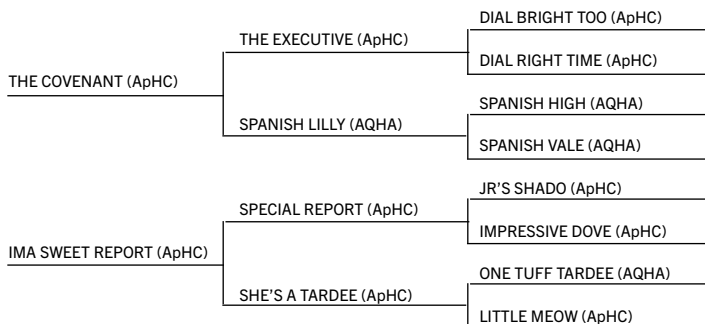 DIAL BRIGHT TOO (ApHC)
THE EXECUTIVE (ApHC)
DIAL RIGHT TIME (ApHC)
THE COVENANT (ApHC)
SPANISH HIGH (AQHA)
SPANISH LILLY (AQHA)
SPANISH VALE (AQHA)
JR'S SHADO (ApHC)
SPECIAL REPORT (ApHC)
IMPRESSIVE DOVE (ApHC)
IMA SWEET REPORT (ApHC)
ONE TUFF TARDEE (AQHA)
SHE'S A TARDEE (ApHC)
LITTLE MEOW (ApHC)